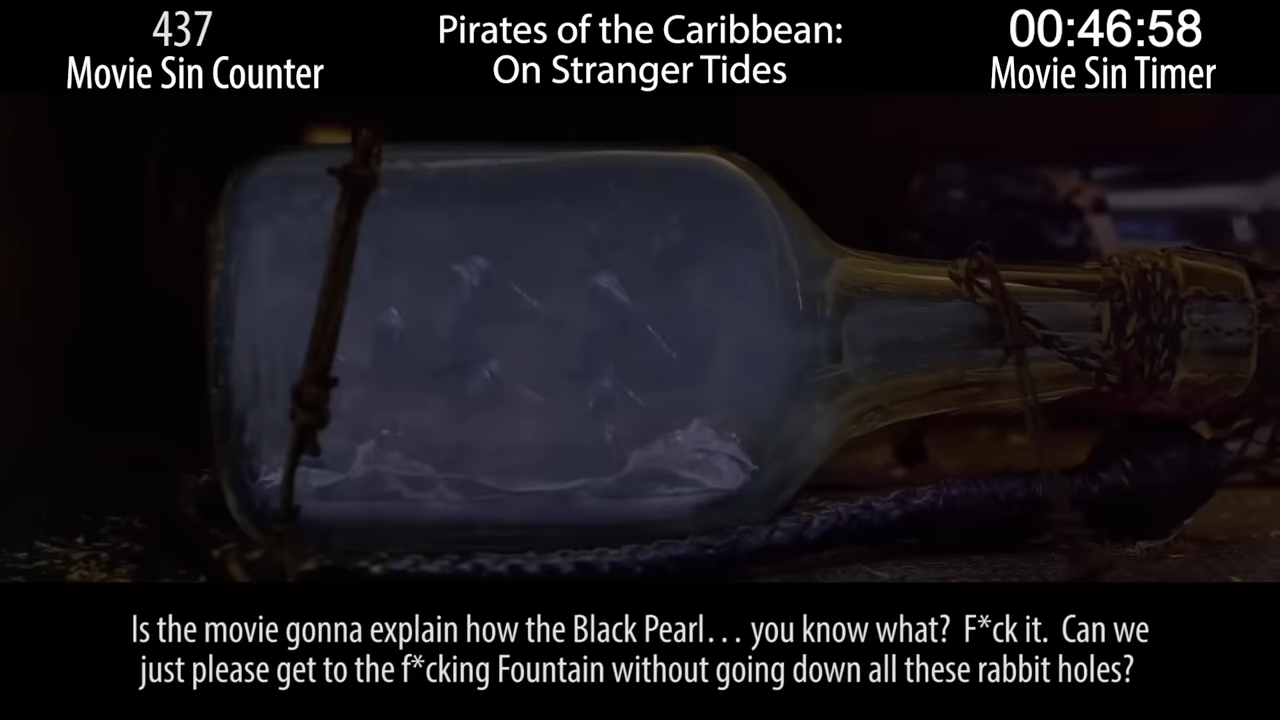 437
Movie Sin Counter
Pirates of the Caribbean:
On Stranger Tides
00:46:58
Movie Sin Timer
Is the movie gonna explain how the Black Pearl… you know what?  F*ck it.  Can we
just please get to the f*cking Fountain without going down all these rabbit holes?